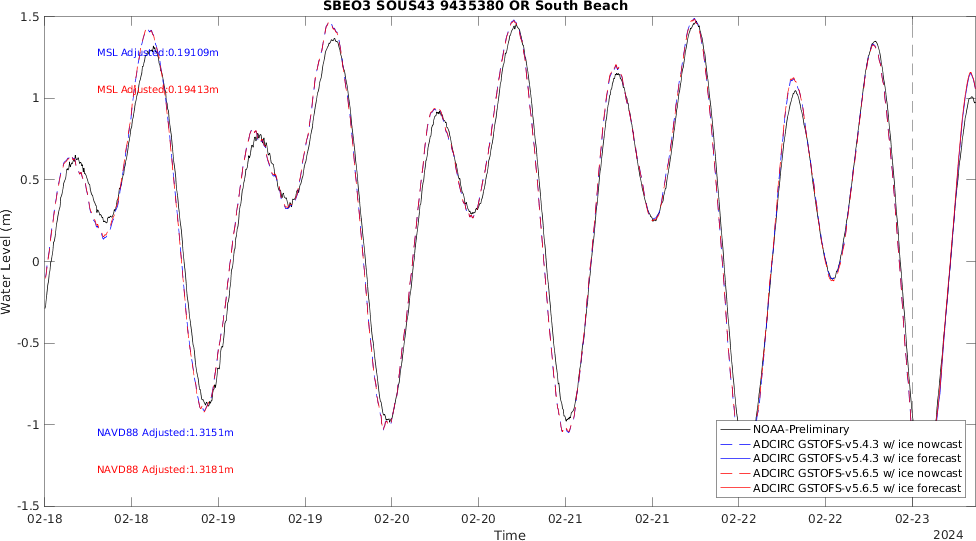 SBEO3 SOUS43 9435380 OR South Beach
1.5
1
0.5
0
-0.5
-1
-1.5
Water Level (m)
MSL Adjusted:0.19109m
MSL Adjusted:0.19413m
NAVD88 Adjusted:1.3151m
NAVD88 Adjusted:1.3181m
NOAA-Preliminary
ADCIRC GSTOFS-v5.4.3 w/ ice nowcast
ADCIRC GSTOFS-v5.4.3 w/ ice forecast
ADCIRC GSTOFS-v5.6.5 w/ ice nowcast
ADCIRC GSTOFS-v5.6.5 w/ ice forecast
02-18 02-18 02-19 02-19 02-20 02-20 02-21 02-21 02-22 02-22 02-23
Time
2024